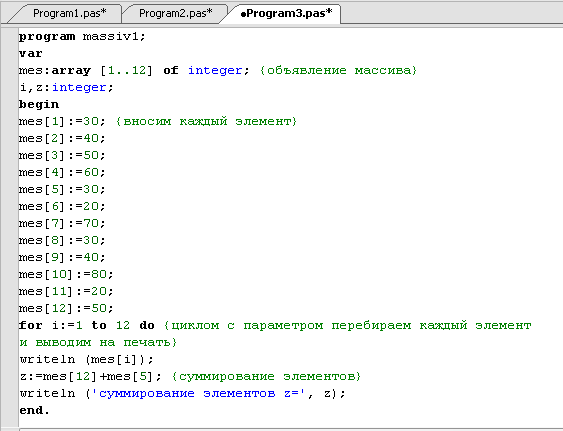 Program1.pas* Program2.pas* •Program3.pas*
program massiv1;
var
mes:array [1..12] of integer; {объявление массива}
i,z:integer;
begin
mes[1]:=30; {вносим каждый элемент}
mes[2]:=40;
mes[3]:=50;
mes[4]:=60;
mes[5]:=30;
mes[6]:=20;
mes[7]:=70;
mes[8]:=30;
mes[9]:=40;
mes[10]:=80;
mes[11]:=20;
mes[12]:=50;
for i:=1 to 12 do {циклом с параметром перебираем каждый элемент
и выводим на печать}
writeln (mes[i]);
z:=mes[12]+mes[5]; {суммирование элементов}
writeln ('суммирование элементов z=', z);
end.